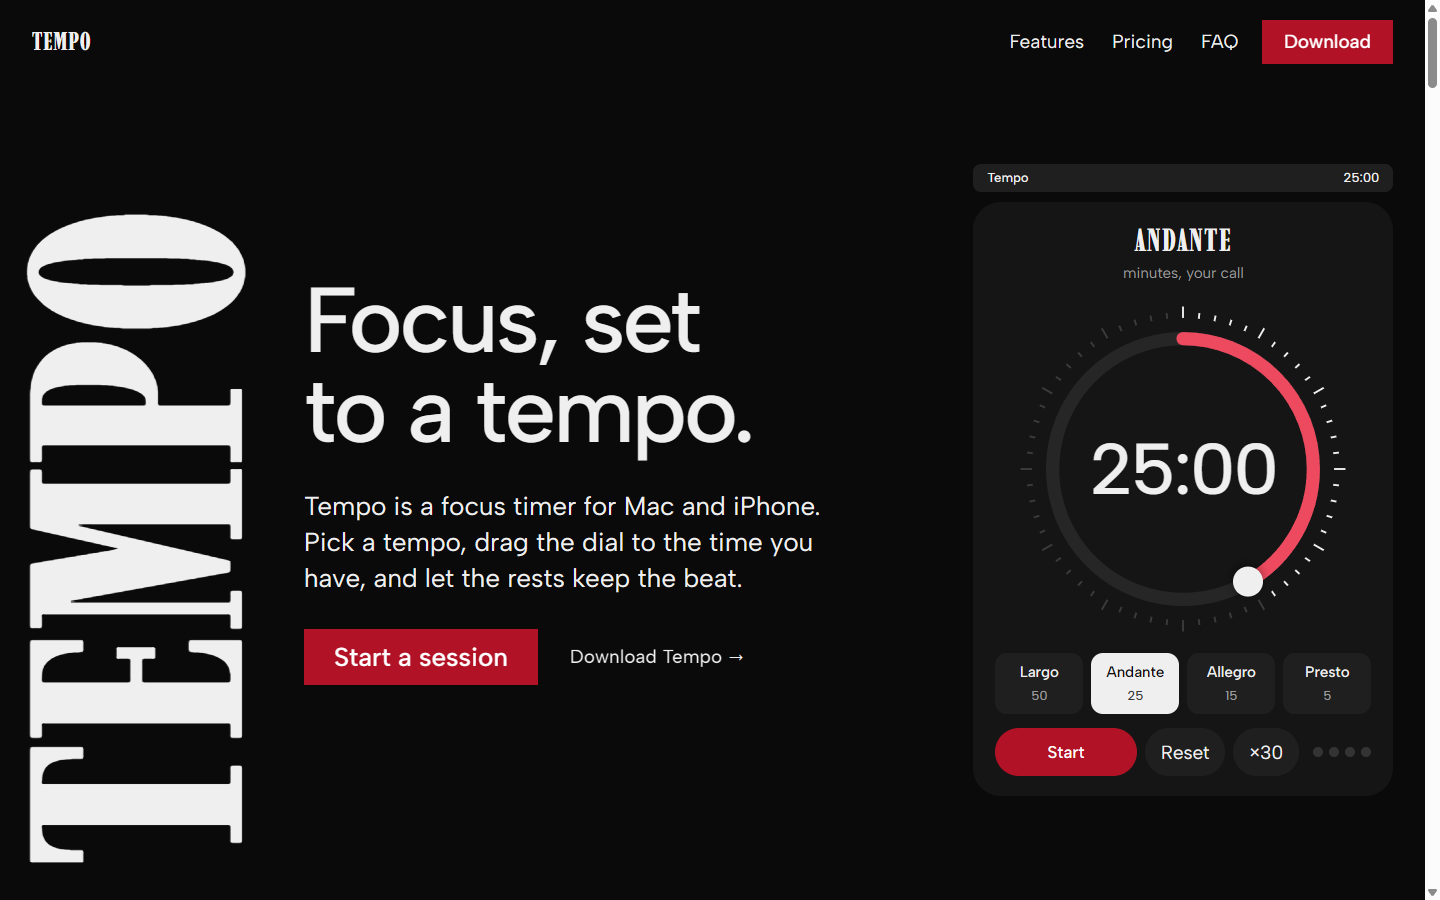 TEMPO
Features Pricing FAQ Download
TEMPO
Focus, set
to a tempo.
Tempo is a focus timer for Mac and iPhone.
Pick a tempo, drag the dial to the time you
have, and let the rests keep the beat.
Start a session Download Tempo →
Tempo 25:00
ANDANTE
minutes, your call
25:00
Largo Andante Allegro Presto
50 25 15 5
Start Reset ×30